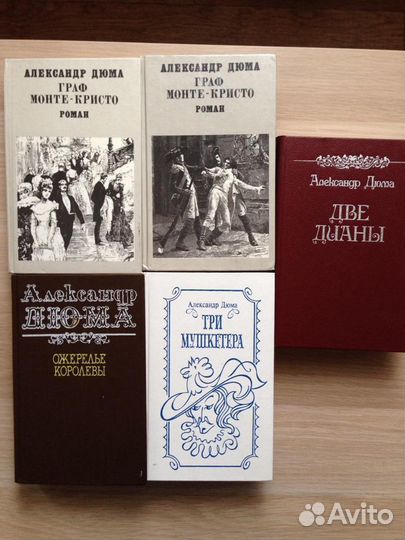 АЛЕКСАНДР ДЮМА
ГРАФ
МОНТЕ-КРИСТО
РОМАН
АЛЕКСАНДР ДЮМА
ГРАФ
МОНТЕ-КРИСТО
РОМАН
Александр Дюма
ДВЕ
ДИАНЫ
Александр
ДЮМА
ОЖЕРЕЛЬЕ
КОРОЛЕВЫ
Александр Дюма
ТРИ
МУШКЕТЕРА
Avito